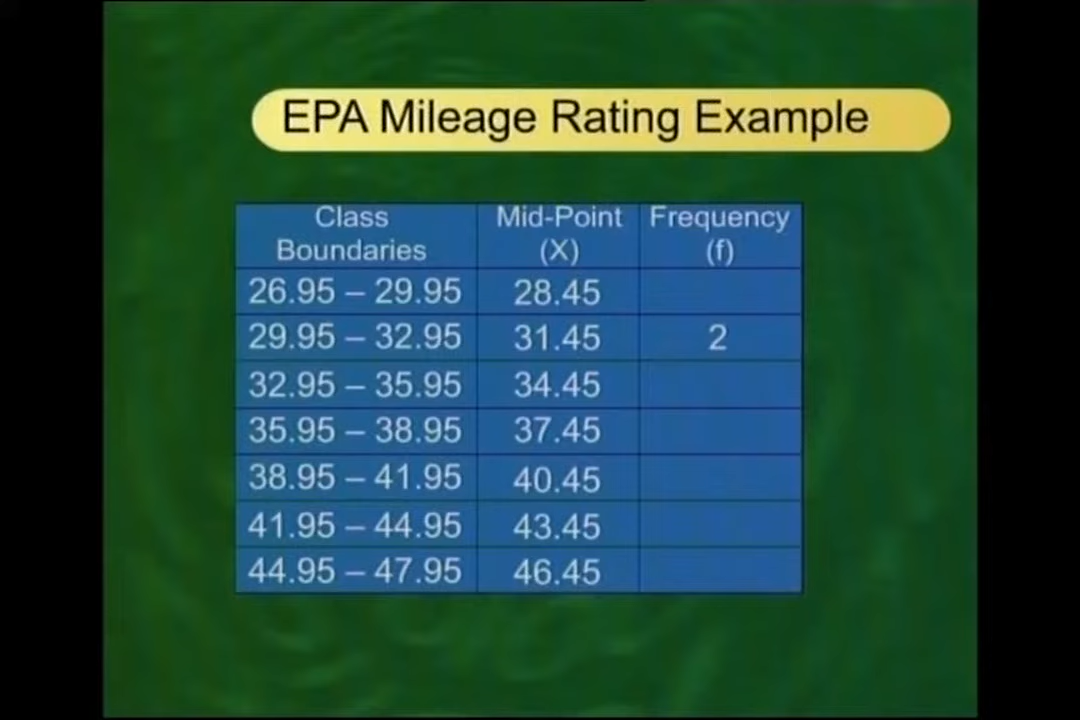 EPA Mileage Rating Example
Class Boundaries Mid-Point (X) Frequency (f)
26.95 – 29.95 28.45
29.95 – 32.95 31.45 2
32.95 – 35.95 34.45
35.95 – 38.95 37.45
38.95 – 41.95 40.45
41.95 – 44.95 43.45
44.95 – 47.95 46.45